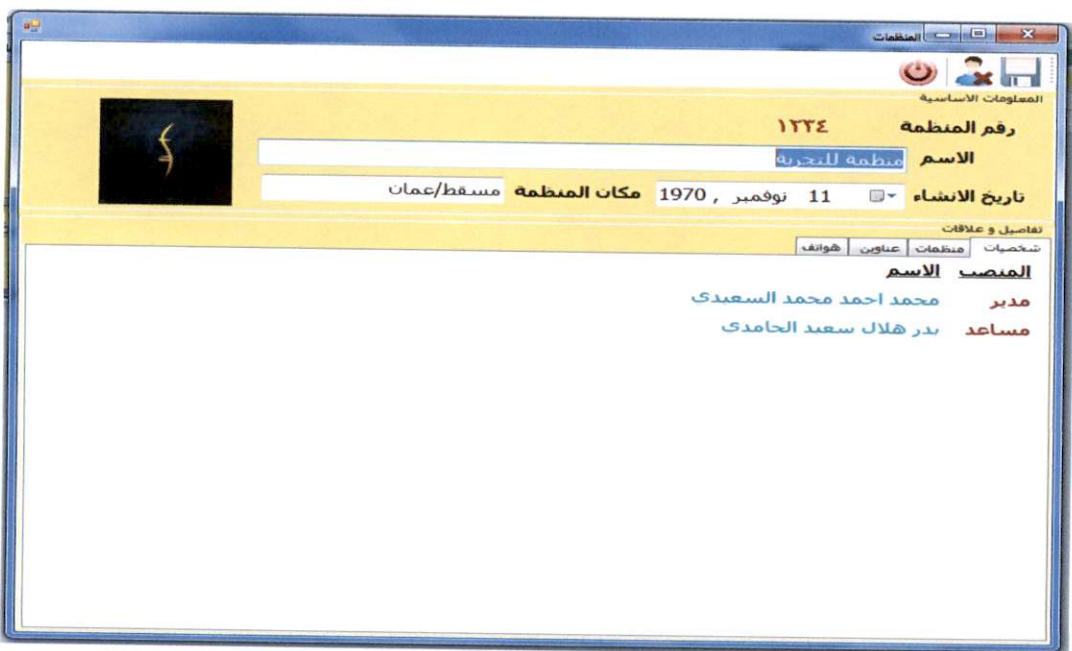 المنظمات
المعلومات الاساسية
رقم المنظمة ١٢٣٤
الاسم منظمة للتجربة
تاريخ الانشاء 11 نوفمبر , 1970 مكان المنظمة مسقط/عمان
تفاصيل و علاقات
شخصيات منظمات عناوين هواتف
المنصب الاسم
مدير محمد احمد محمد السعيدي
مساعد بدر هلال سعيد الحامدي